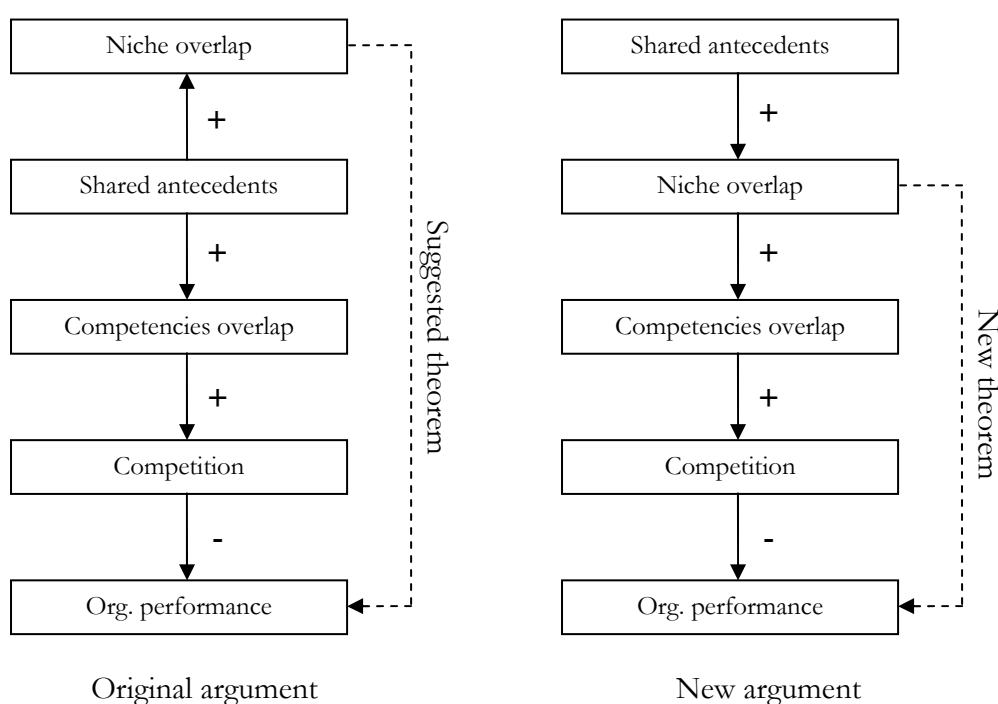 Niche overlap
+
Shared antecedents
+
Competencies overlap
+
Competition
-
Org. performance
Suggested theorem
Original argument
Shared antecedents
+
Niche overlap
+
Competencies overlap
+
Competition
-
Org. performance
New theorem
New argument